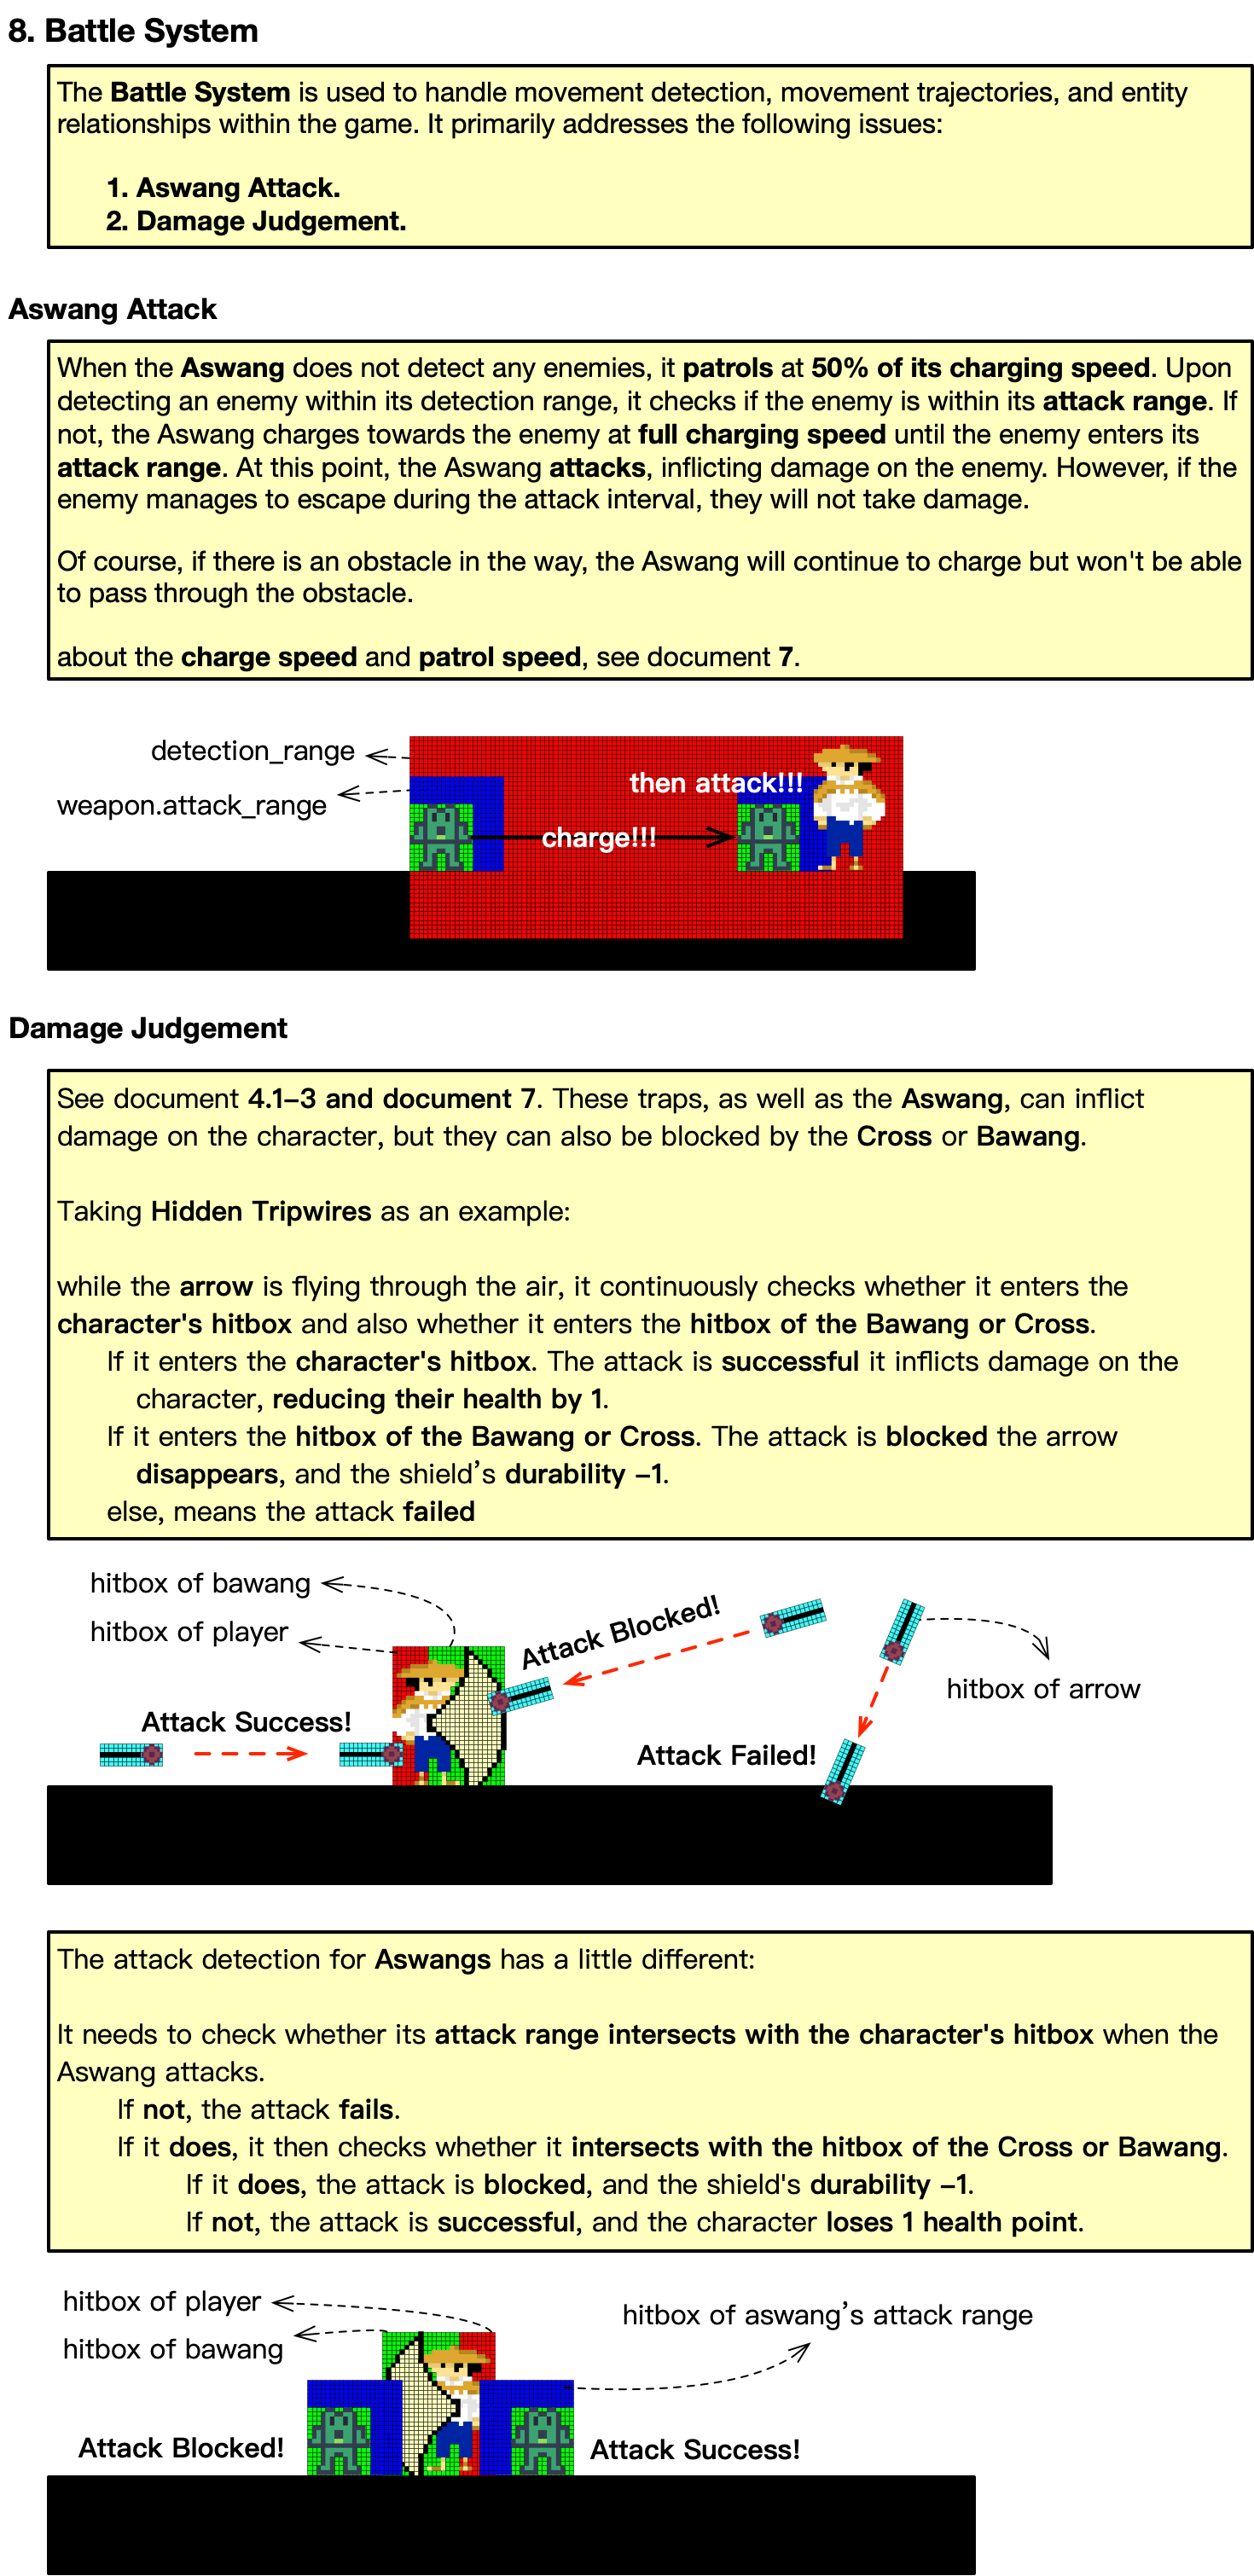 8. Battle System
The Battle System is used to handle movement detection, movement trajectories, and entity
relationships within the game. It primarily addresses the following issues:
1. Aswang Attack.
2. Damage Judgement.
Aswang Attack
When the Aswang does not detect any enemies, it patrols at 50% of its charging speed. Upon
detecting an enemy within its detection range, it checks if the enemy is within its attack range. If
not, the Aswang charges towards the enemy at full charging speed until the enemy enters its
attack range. At this point, the Aswang attacks, inflicting damage on the enemy. However, if the
enemy manages to escape during the attack interval, they will not take damage.
Of course, if there is an obstacle in the way, the Aswang will continue to charge but won't be able
to pass through the obstacle.
about the charge speed and patrol speed, see document 7.
detection_range
then attack!!!
weapon.attack_range
charge!!!
Damage Judgement
See document 4.1–3 and document 7. These traps, as well as the Aswang, can inflict
damage on the character, but they can also be blocked by the Cross or Bawang.
Taking Hidden Tripwires as an example:
while the arrow is flying through the air, it continuously checks whether it enters the
character's hitbox and also whether it enters the hitbox of the Bawang or Cross.
If it enters the character's hitbox. The attack is successful it inflicts damage on the
character, reducing their health by 1.
If it enters the hitbox of the Bawang or Cross. The attack is blocked the arrow
disappears, and the shield’s durability –1.
else, means the attack failed
hitbox of bawang
Attack Blocked!
hitbox of player
hitbox of arrow
Attack Success!
Attack Failed!
The attack detection for Aswangs has a little different:
It needs to check whether its attack range intersects with the character's hitbox when the
Aswang attacks.
If not, the attack fails.
If it does, it then checks whether it intersects with the hitbox of the Cross or Bawang.
If it does, the attack is blocked, and the shield's durability –1.
If not, the attack is successful, and the character loses 1 health point.
hitbox of player
hitbox of aswang’s attack range
hitbox of bawang
Attack Blocked!
Attack Success!